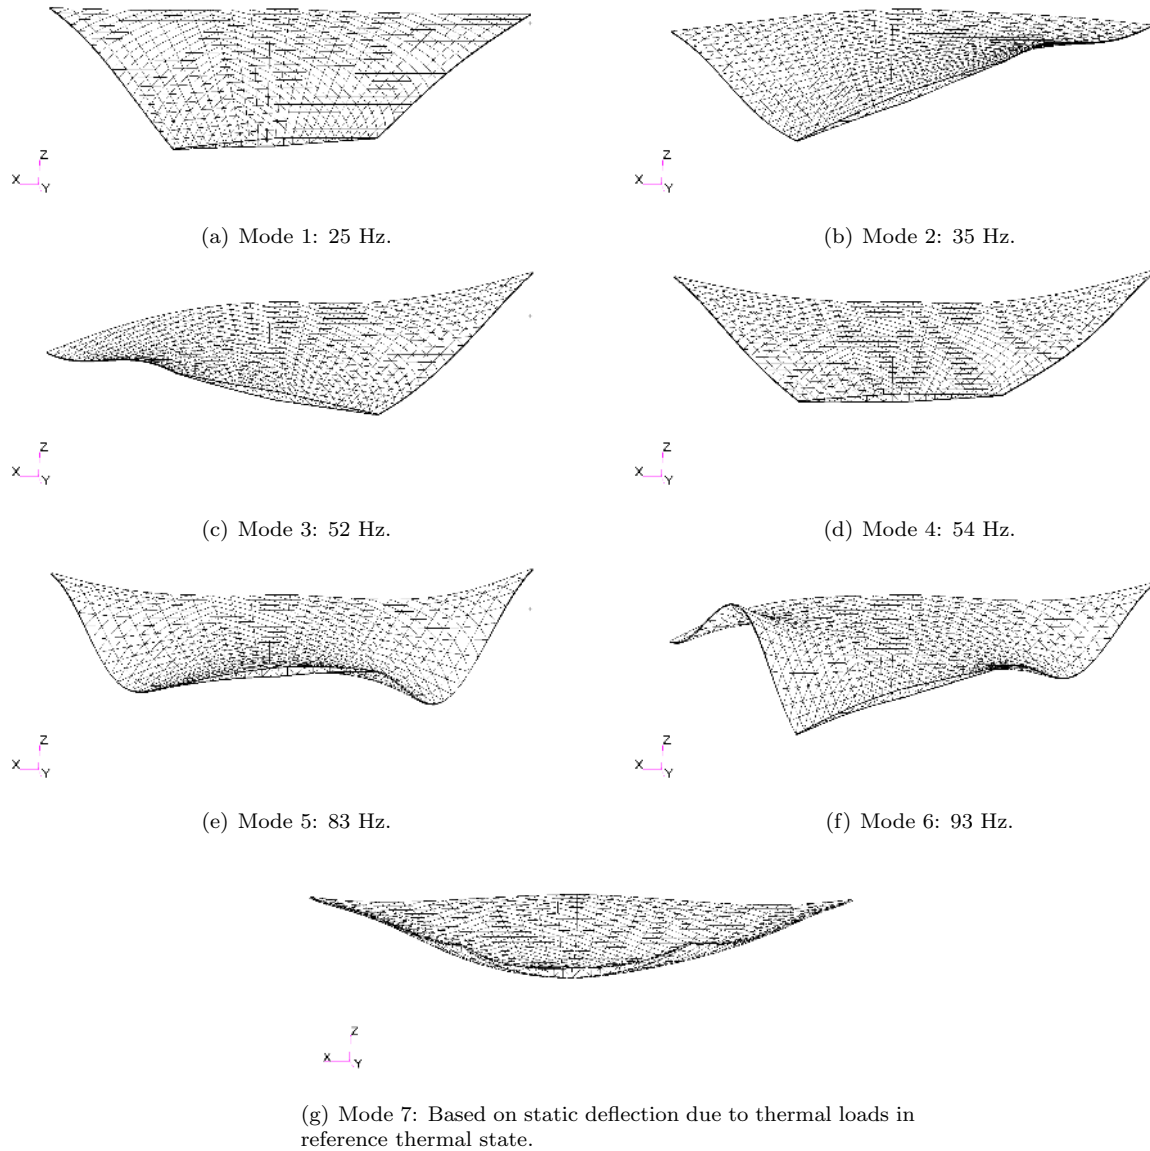 Z
X
Y
Z
X
Y
(a) Mode 1: 25 Hz.
(b) Mode 2: 35 Hz.
Z
X
Y
Z
X
Y
(c) Mode 3: 52 Hz.
(d) Mode 4: 54 Hz.
Z
X
Y
Z
X
Y
(e) Mode 5: 83 Hz.
(f) Mode 6: 93 Hz.
Z
X
Y
(g) Mode 7: Based on static deflection due to thermal loads in
reference thermal state.